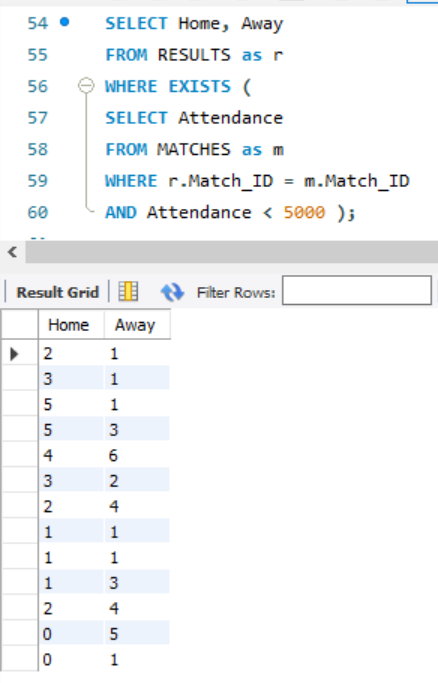 54 SELECT Home, Away
55 FROM RESULTS as r
56 WHERE EXISTS (
57 SELECT Attendance
58 FROM MATCHES as m
59 WHERE r.Match_ID = m.Match_ID
60 AND Attendance < 5000 );
Result Grid Filter Rows:
Home Away
2 1
3 1
5 1
5 3
4 6
3 2
2 4
1 1
1 1
1 3
2 4
0 5
0 1